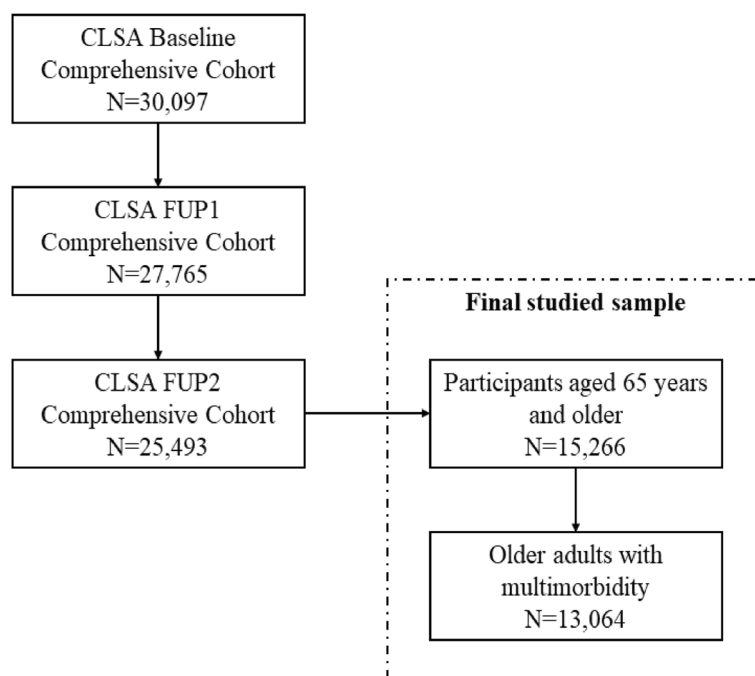 CLSA Baseline
Comprehensive Cohort
N=30,097
CLSA FUP1
Comprehensive Cohort
N=27,765
CLSA FUP2
Comprehensive Cohort
N=25,493
Final studied sample
Participants aged 65 years
and older
N=15,266
Older adults with
multimorbidity
N=13,064